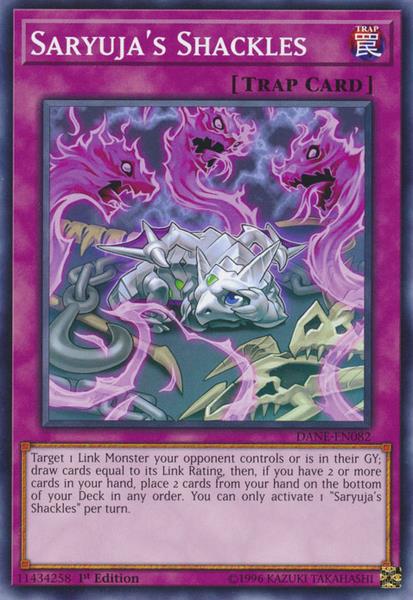 Saryuja's Shackles
TRAP
罠
[Trap Card]
DANE-EN082
Target 1 Link Monster your opponent controls or is in their GY;
draw cards equal to its Link Rating, then, if you have 2 or more
cards in your hand, place 2 cards from your hand on the bottom
of your Deck in any order. You can only activate 1 "Saryuja's
Shackles" per turn.
11434258 1st Edition ©1996 KAZUKI TAKAHASHI